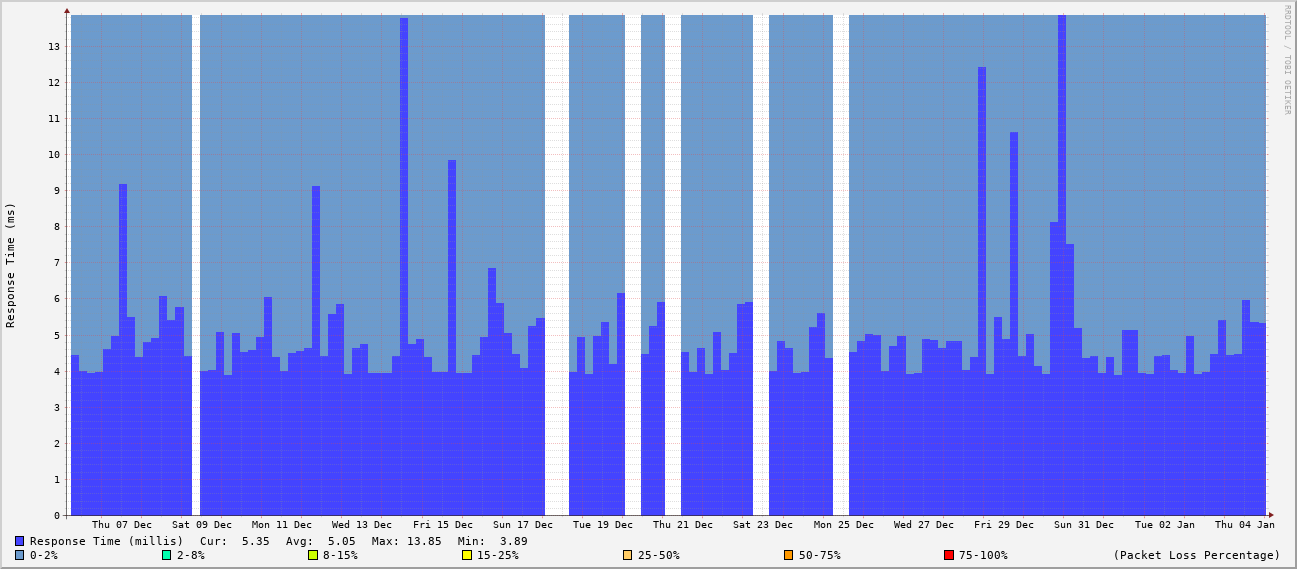 RRDTOOL / TOBI OETIKER
Response Time (ms)
13
12
11
10
9
8
7
6
5
4
3
2
1
0
Thu 07 Dec Sat 09 Dec Mon 11 Dec Wed 13 Dec Fri 15 Dec Sun 17 Dec Tue 19 Dec Thu 21 Dec Sat 23 Dec Mon 25 Dec Wed 27 Dec Fri 29 Dec Sun 31 Dec Tue 02 Jan Thu 04 Jan
Response Time (millis) Cur: 5.35 Avg: 5.05 Max: 13.85 Min: 3.89
0-2% 2-8% 8-15% 15-25% 25-50% 50-75% 75-100% (Packet Loss Percentage)